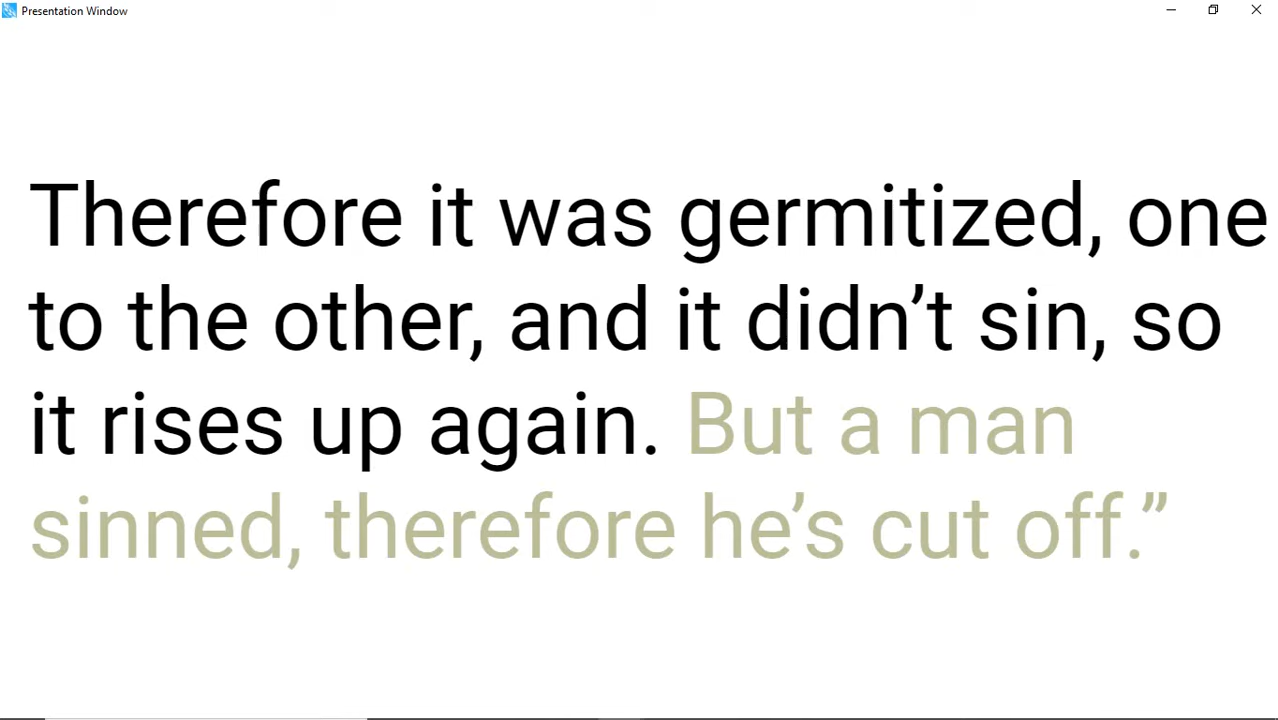 Presentation Window
Therefore it was germitized, one
to the other, and it didn’t sin, so
it rises up again. But a man
sinned, therefore he’s cut off.”